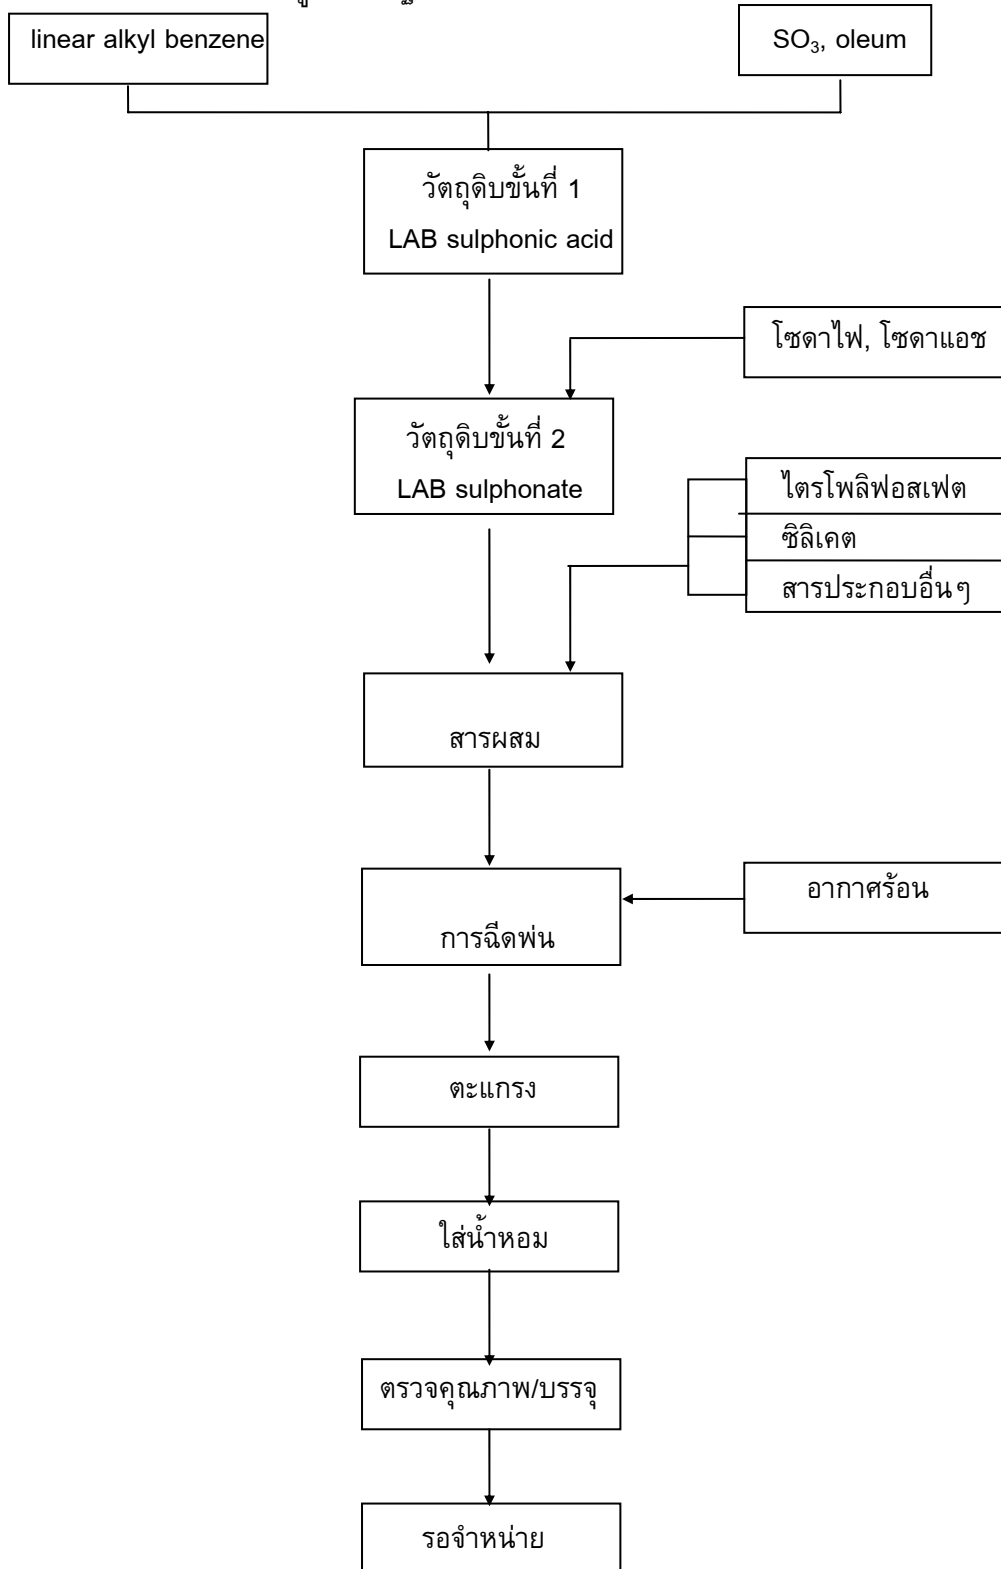 linear alkyl benzene
SO₃, oleum
วัตถุดิบขั้นที่ 1
LAB sulphonic acid
โซดาไฟ, โซดาแอช
วัตถุดิบขั้นที่ 2
LAB sulphonate
ไตรโพลิฟอสเฟต
ซิลิเคต
สารประกอบอื่นๆ
สารผสม
อากาศร้อน
การฉีดพ่น
ตะแกรง
ใส่น้ำหอม
ตรวจคุณภาพ/บรรจุ
รอจำหน่าย